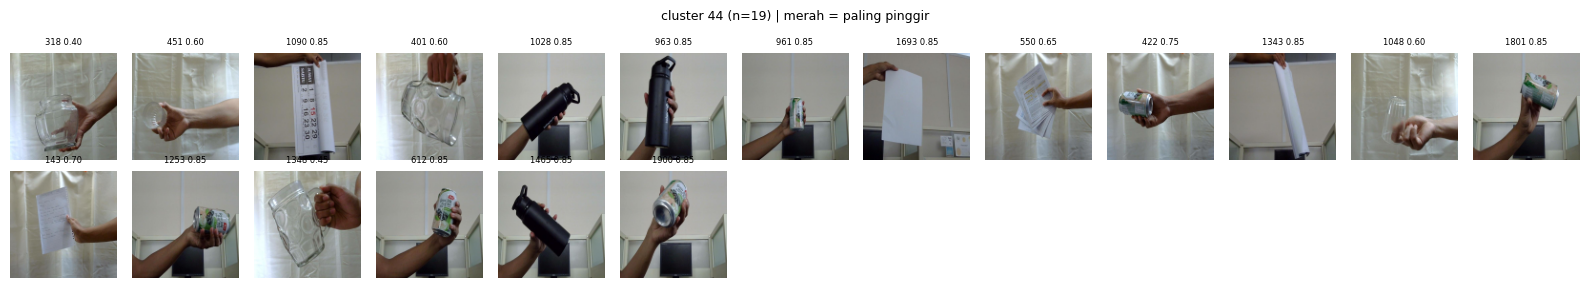 cluster 44 (n=19) | merah = paling pinggir
318 0.40 451 0.60 1090 0.85 401 0.60 1028 0.85 963 0.85 961 0.85 1693 0.85 550 0.65 422 0.75 1343 0.85 1048 0.60 1801 0.85
143 0.70 1253 0.85 1348 0.45 612 0.85 1465 0.85 1900 0.85